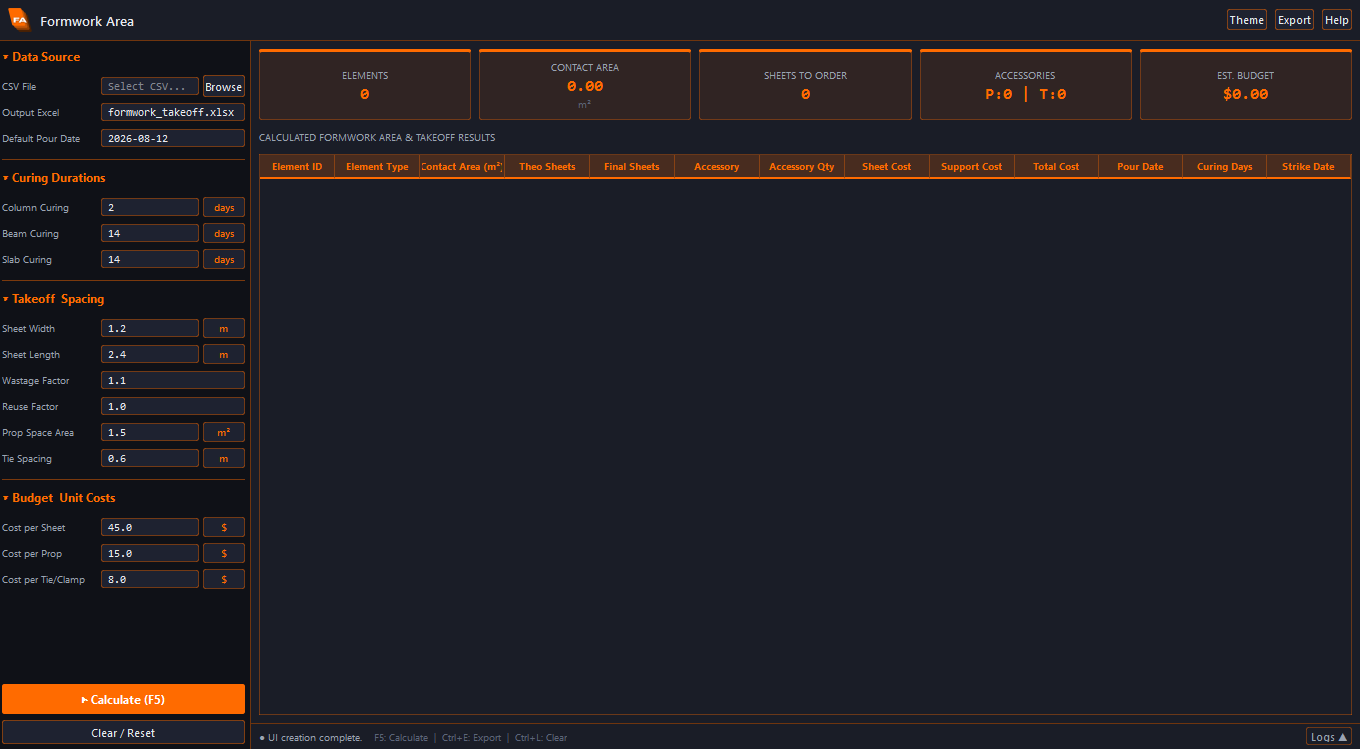 FA Formwork Area Theme Export Help
▾ Data Source
CSV File Select CSV... Browse
Output Excel formwork_takeoff.xlsx
Default Pour Date 2026-08-12
▾ Curing Durations
Column Curing 2 days
Beam Curing 14 days
Slab Curing 14 days
▾ Takeoff Spacing
Sheet Width 1.2 m
Sheet Length 2.4 m
Wastage Factor 1.1
Reuse Factor 1.0
Prop Space Area 1.5 m²
Tie Spacing 0.6 m
▾ Budget Unit Costs
Cost per Sheet 45.0 $
Cost per Prop 15.0 $
Cost per Tie/Clamp 8.0 $
▸ Calculate (F5)
Clear / Reset
ELEMENTS
0
CONTACT AREA
0.00
m²
SHEETS TO ORDER
0
ACCESSORIES
P:0 | T:0
EST. BUDGET
$0.00
CALCULATED FORMWORK AREA & TAKEOFF RESULTS
Element ID Element Type Contact Area (m²) Theo Sheets Final Sheets Accessory Accessory Qty Sheet Cost Support Cost Total Cost Pour Date Curing Days Strike Date
● UI creation complete. F5: Calculate | Ctrl+E: Export | Ctrl+L: Clear Logs ▲